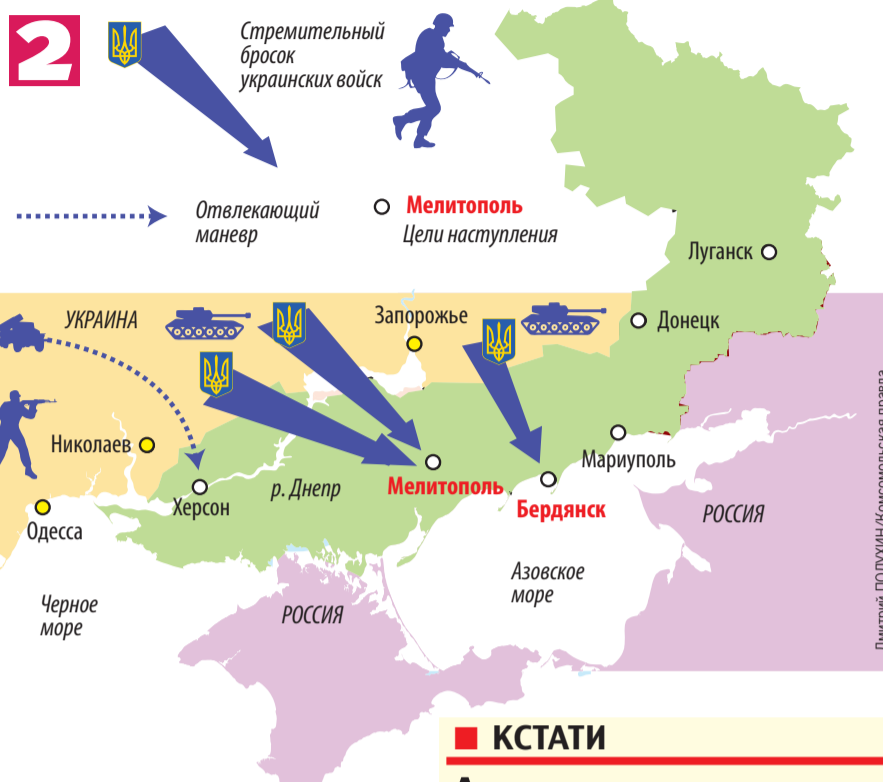 2
Стремительный
бросок
украинских войск
Отвлекающий
маневр
Мелитополь
Цели наступления
Луганск
УКРАИНА
Запорожье
Донецк
Николаев
Мариуполь
Херсон
р. Днепр
Мелитополь
Бердянск
РОССИЯ
Одесса
Азовское
море
Черное
море
РОССИЯ
Дмитрий ПОЛУХИН/Комсомольская правда
КСТАТИ